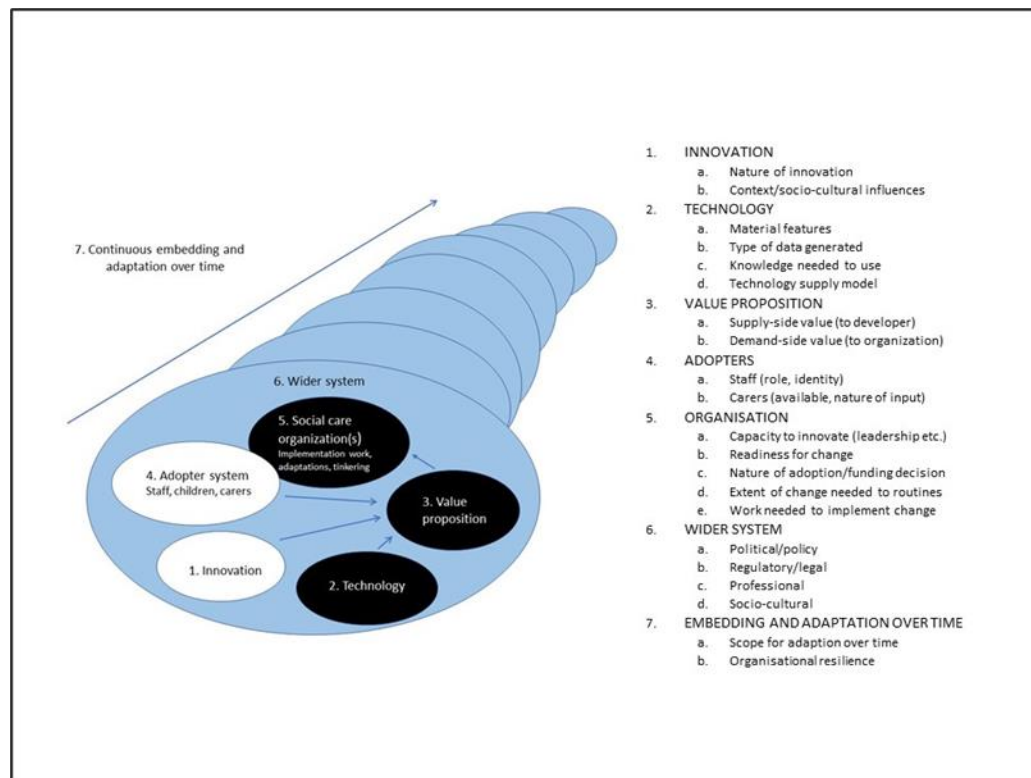 7. Continuous embedding and
adaptation over time
6. Wider system
5. Social care
organization(s)
Implementation work,
adaptations, tinkering
4. Adopter system
Staff, children, carers
3. Value
proposition
1. Innovation
2. Technology
1. INNOVATION
a. Nature of innovation
b. Context/socio-cultural influences
2. TECHNOLOGY
a. Material features
b. Type of data generated
c. Knowledge needed to use
d. Technology supply model
3. VALUE PROPOSITION
a. Supply-side value (to developer)
b. Demand-side value (to organization)
4. ADOPTERS
a. Staff (role, identity)
b. Carers (available, nature of input)
5. ORGANISATION
a. Capacity to innovate (leadership etc.)
b. Readiness for change
c. Nature of adoption/funding decision
d. Extent of change needed to routines
e. Work needed to implement change
6. WIDER SYSTEM
a. Political/policy
b. Regulatory/legal
c. Professional
d. Socio-cultural
7. EMBEDDING AND ADAPTATION OVER TIME
a. Scope for adaption over time
b. Organisational resilience